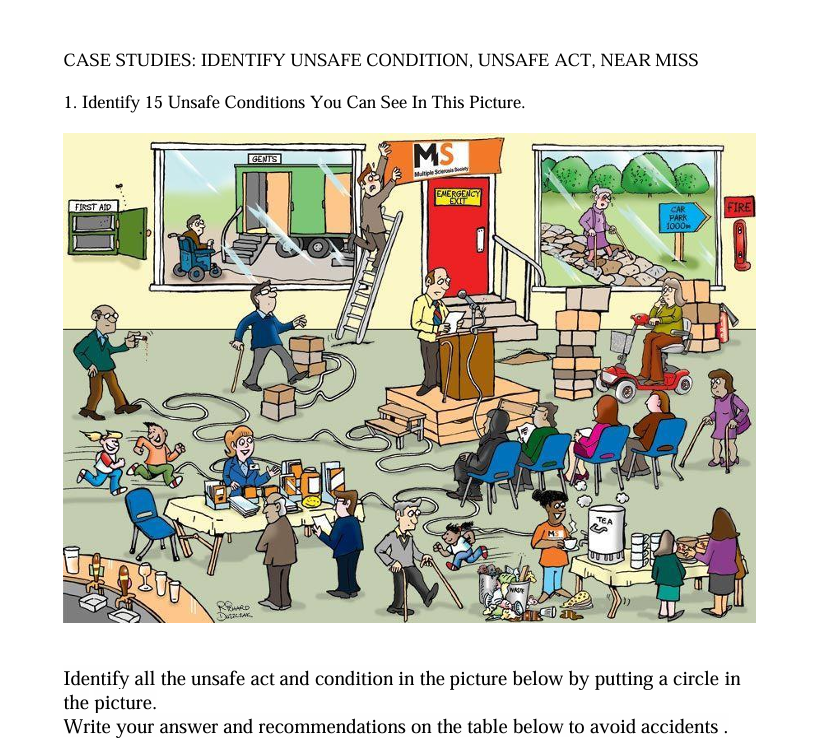 CASE STUDIES: IDENTIFY UNSAFE CONDITION, UNSAFE ACT, NEAR MISS
1. Identify 15 Unsafe Conditions You Can See In This Picture.
GENTS
MS
Multiple Sclerosis Society
EMERGENCY
EXIT
FIRST AID
CAR
PARK
1000m
FIRE
TEA
MS
WASTE
RICHARD
Identify all the unsafe act and condition in the picture below by putting a circle in
the picture.
Write your answer and recommendations on the table below to avoid accidents .